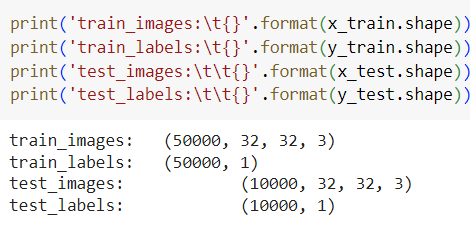 print('train_images:\t{}'.format(x_train.shape))
print('train_labels:\t{}'.format(y_train.shape))
print('test_images:\t\t{}'.format(x_test.shape))
print('test_labels:\t\t{}'.format(y_test.shape))
train_images:   (50000, 32, 32, 3)
train_labels:   (50000, 1)
test_images:            (10000, 32, 32, 3)
test_labels:            (10000, 1)